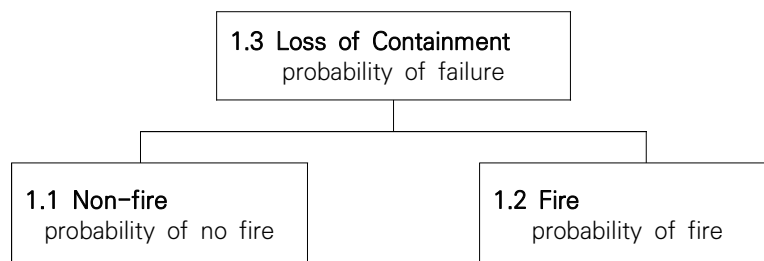 1.3 Loss of Containment
probability of failure
1.1 Non-fire
probability of no fire
1.2 Fire
probability of fire